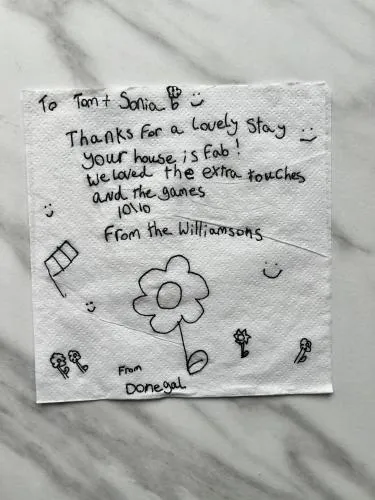 To Tom + Sonia
Thanks for a lovely stay
your house is Fab!
We loved the extra touches
and the games
10\10
From the Williamsons
From
Donegal